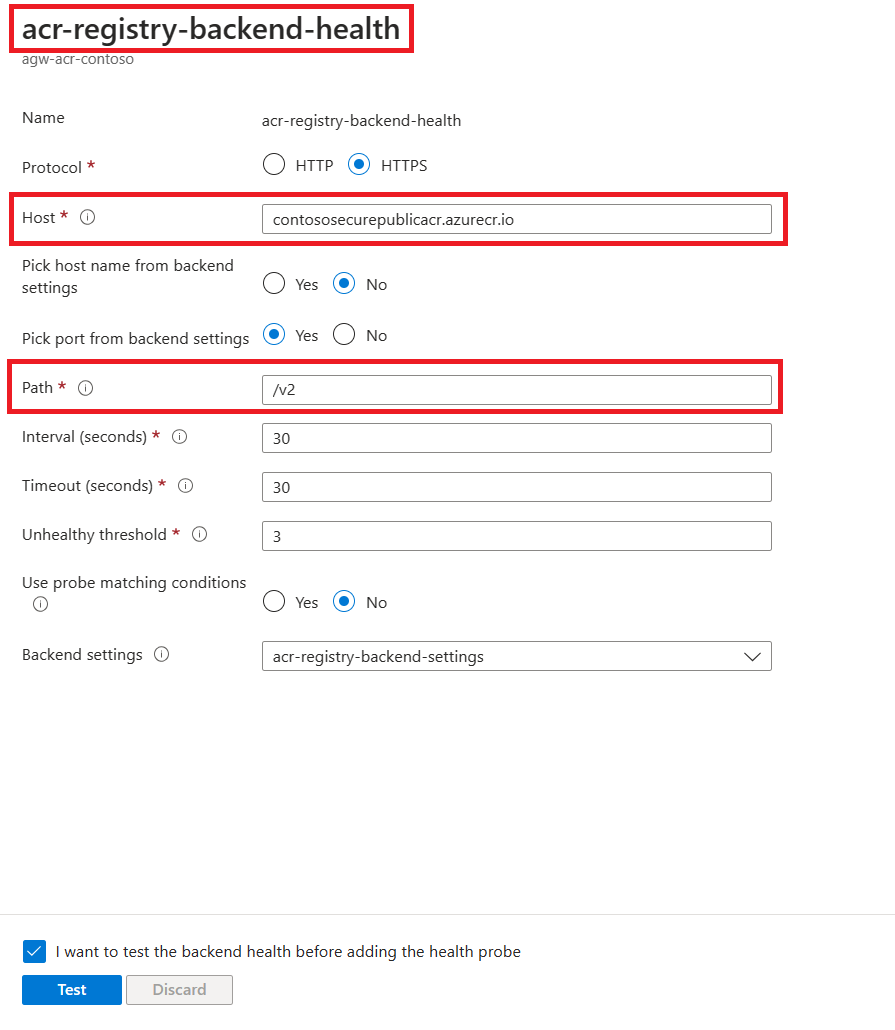 acr-registry-backend-health
agw-acr-contoso
Name
acr-registry-backend-health
Protocol *
HTTP
HTTPS
Host *
contososecurepublicacr.azurecr.io
Pick host name from backend
settings
Yes
No
Pick port from backend settings
Yes
No
Path *
/v2
Interval (seconds) *
30
Timeout (seconds) *
30
Unhealthy threshold *
3
Use probe matching conditions
Yes
No
Backend settings
acr-registry-backend-settings
I want to test the backend health before adding the health probe
Test
Discard